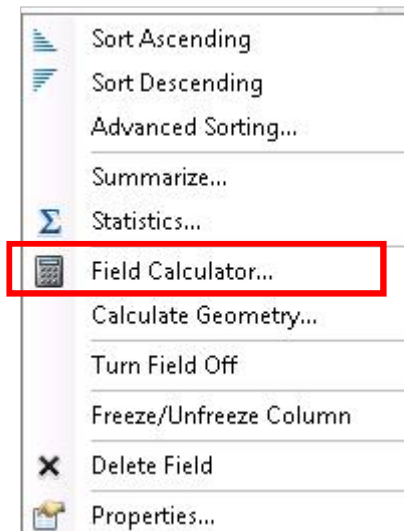 Sort Ascending
Sort Descending
Advanced Sorting...
Summarize...
Statistics...
Field Calculator...
Calculate Geometry...
Turn Field Off
Freeze/Unfreeze Column
Delete Field
Properties...